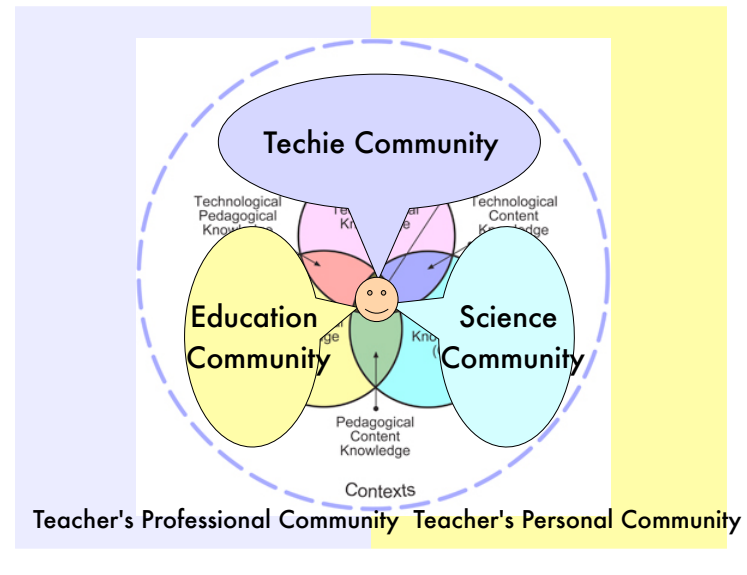 Techie Community
Technological
Pedagogical
Technological
Content
Education
Community
Science
Community
Pedagogical
Content
Knowledge
Contexts
Teacher's Professional Community
Teacher's Personal Community